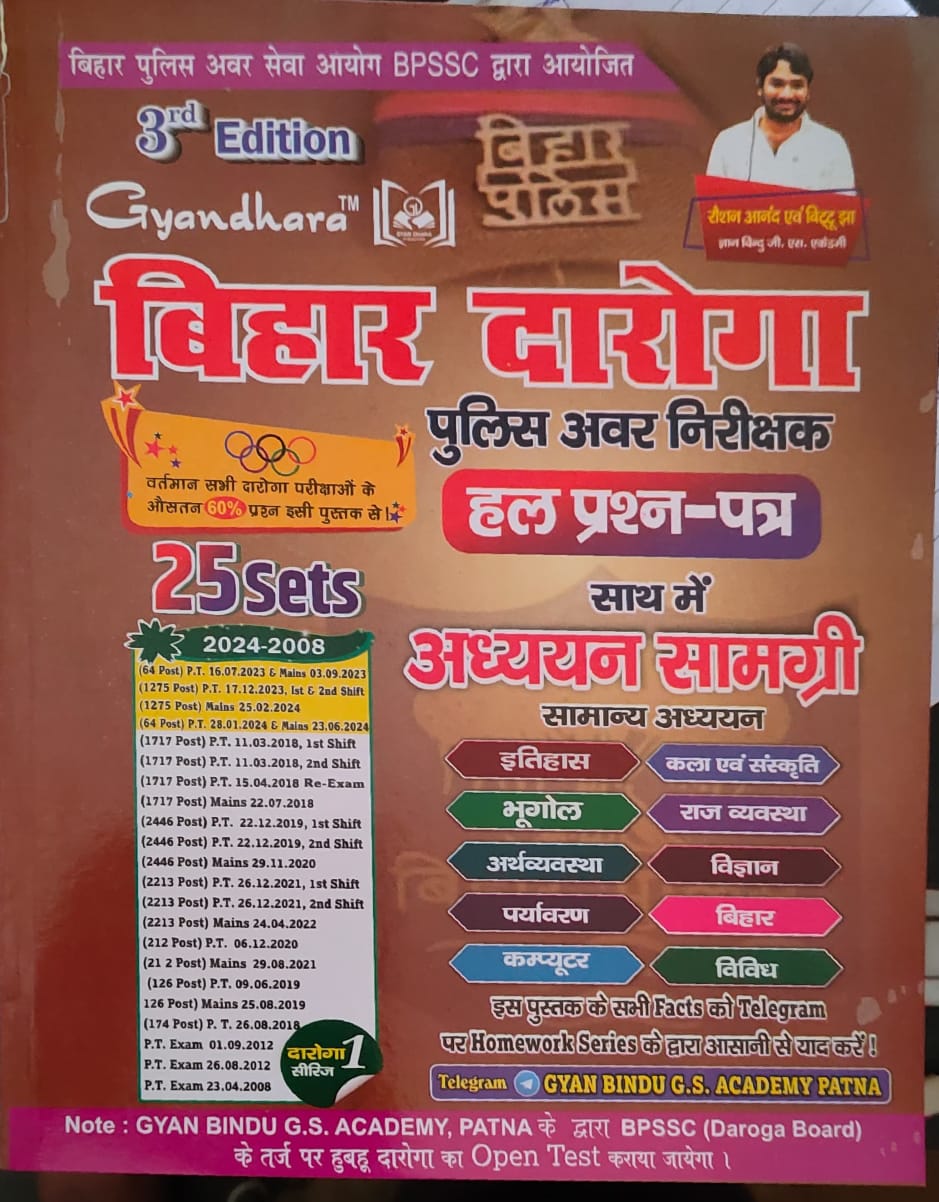 बिहार पुलिस अवर सेवा आयोग BPSSC द्वारा आयोजित
3rd Edition
बिहार पुलिस
Gyandhara™
रौशन आनंद एवं बिट्टू झा
ज्ञान बिन्दु जी. एस. एकेडमी
बिहार दारोगा
पुलिस अवर निरीक्षक
वर्तमान सभी दारोगा परीक्षाओं के
औसतन 60% प्रश्न इसी पुस्तक से !
हल प्रश्न-पत्र
25 Sets
साथ में
अध्ययन सामग्री
सामान्य अध्ययन
2024-2008
(64 Post) P.T. 16.07.2023 & Mains 03.09.2023
(1275 Post) P.T. 17.12.2023, Ist & 2nd Shift
(1275 Post) Mains 25.02.2024
(64 Post) P.T. 28.01.2024 & Mains 23.06.2024
(1717 Post) P.T. 11.03.2018, 1st Shift
(1717 Post) P.T. 11.03.2018, 2nd Shift
(1717 Post) P.T. 15.04.2018 Re-Exam
(1717 Post) Mains 22.07.2018
(2446 Post) P.T. 22.12.2019, 1st Shift
(2446 Post) P.T. 22.12.2019, 2nd Shift
(2446 Post) Mains 29.11.2020
(2213 Post) P.T. 26.12.2021, 1st Shift
(2213 Post) P.T. 26.12.2021, 2nd Shift
(2213 Post) Mains 24.04.2022
(212 Post) P.T. 06.12.2020
(21 2 Post) Mains 29.08.2021
(126 Post) P.T. 09.06.2019
126 Post) Mains 25.08.2019
(174 Post) P. T. 26.08.2018
P.T. Exam 01.09.2012
P.T. Exam 26.08.2012
P.T. Exam 23.04.2008
दारोगा सीरिज 1
इतिहास
कला एवं संस्कृति
भूगोल
राज व्यवस्था
अर्थव्यवस्था
विज्ञान
पर्यावरण
बिहार
कम्प्यूटर
विविध
इस पुस्तक के सभी Facts को Telegram
पर Homework Series के द्वारा आसानी से याद करें !
Telegram GYAN BINDU G.S. ACADEMY PATNA
Note : GYAN BINDU G.S. ACADEMY, PATNA के द्वारा BPSSC (Daroga Board)
के तर्ज पर हुबहू दारोगा का Open Test कराया जायेगा ।